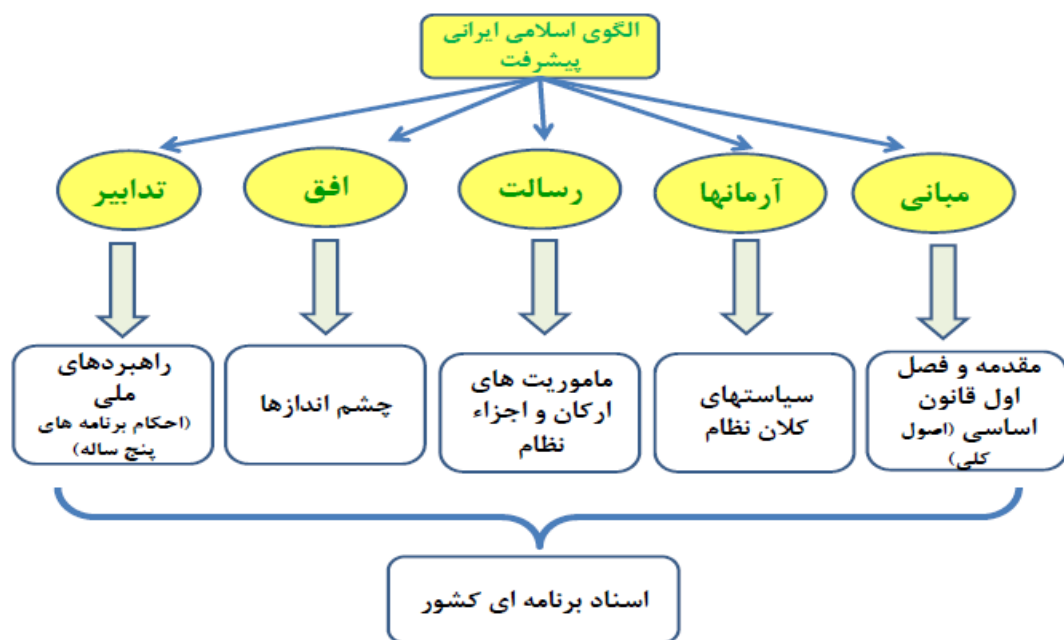 الگوی اسلامی ایرانی
پیشرفت
مبانی
آرمانها
رسالت
افق
تدابیر
مقدمه و فصل
اول قانون
اساسی (اصول
کلی)
سیاستهای
کلان نظام
ماموریت های
ارکان و اجزاء
نظام
چشم اندازها
راهبردهای
ملی
(احکام برنامه های
پنج ساله)
اسناد برنامه ای کشور